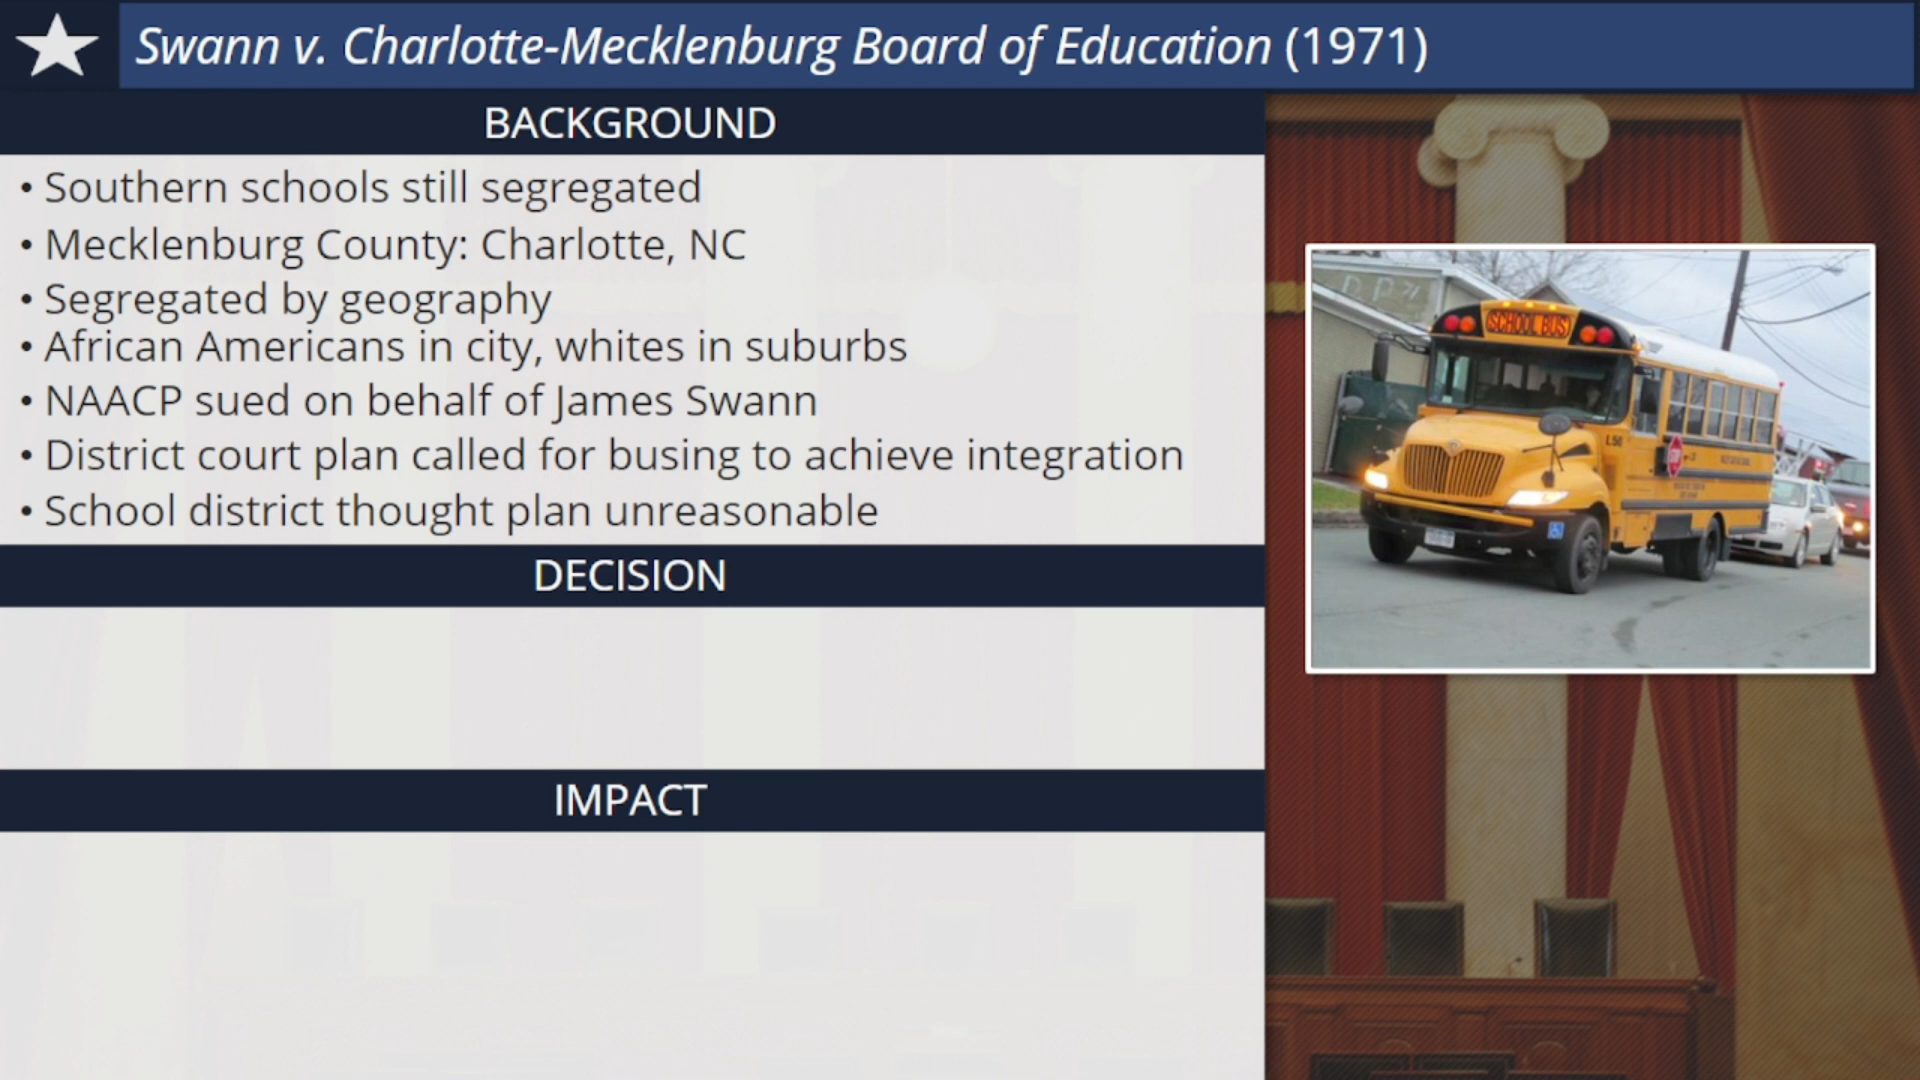 Swann v. Charlotte-Mecklenburg Board of Education (1971)
BACKGROUND
• Southern schools still segregated
• Mecklenburg County: Charlotte, NC
• Segregated by geography
• African Americans in city, whites in suburbs
• NAACP sued on behalf of James Swann
• District court plan called for busing to achieve integration
• School district thought plan unreasonable
DECISION
IMPACT
SCHOOL BUS
L50